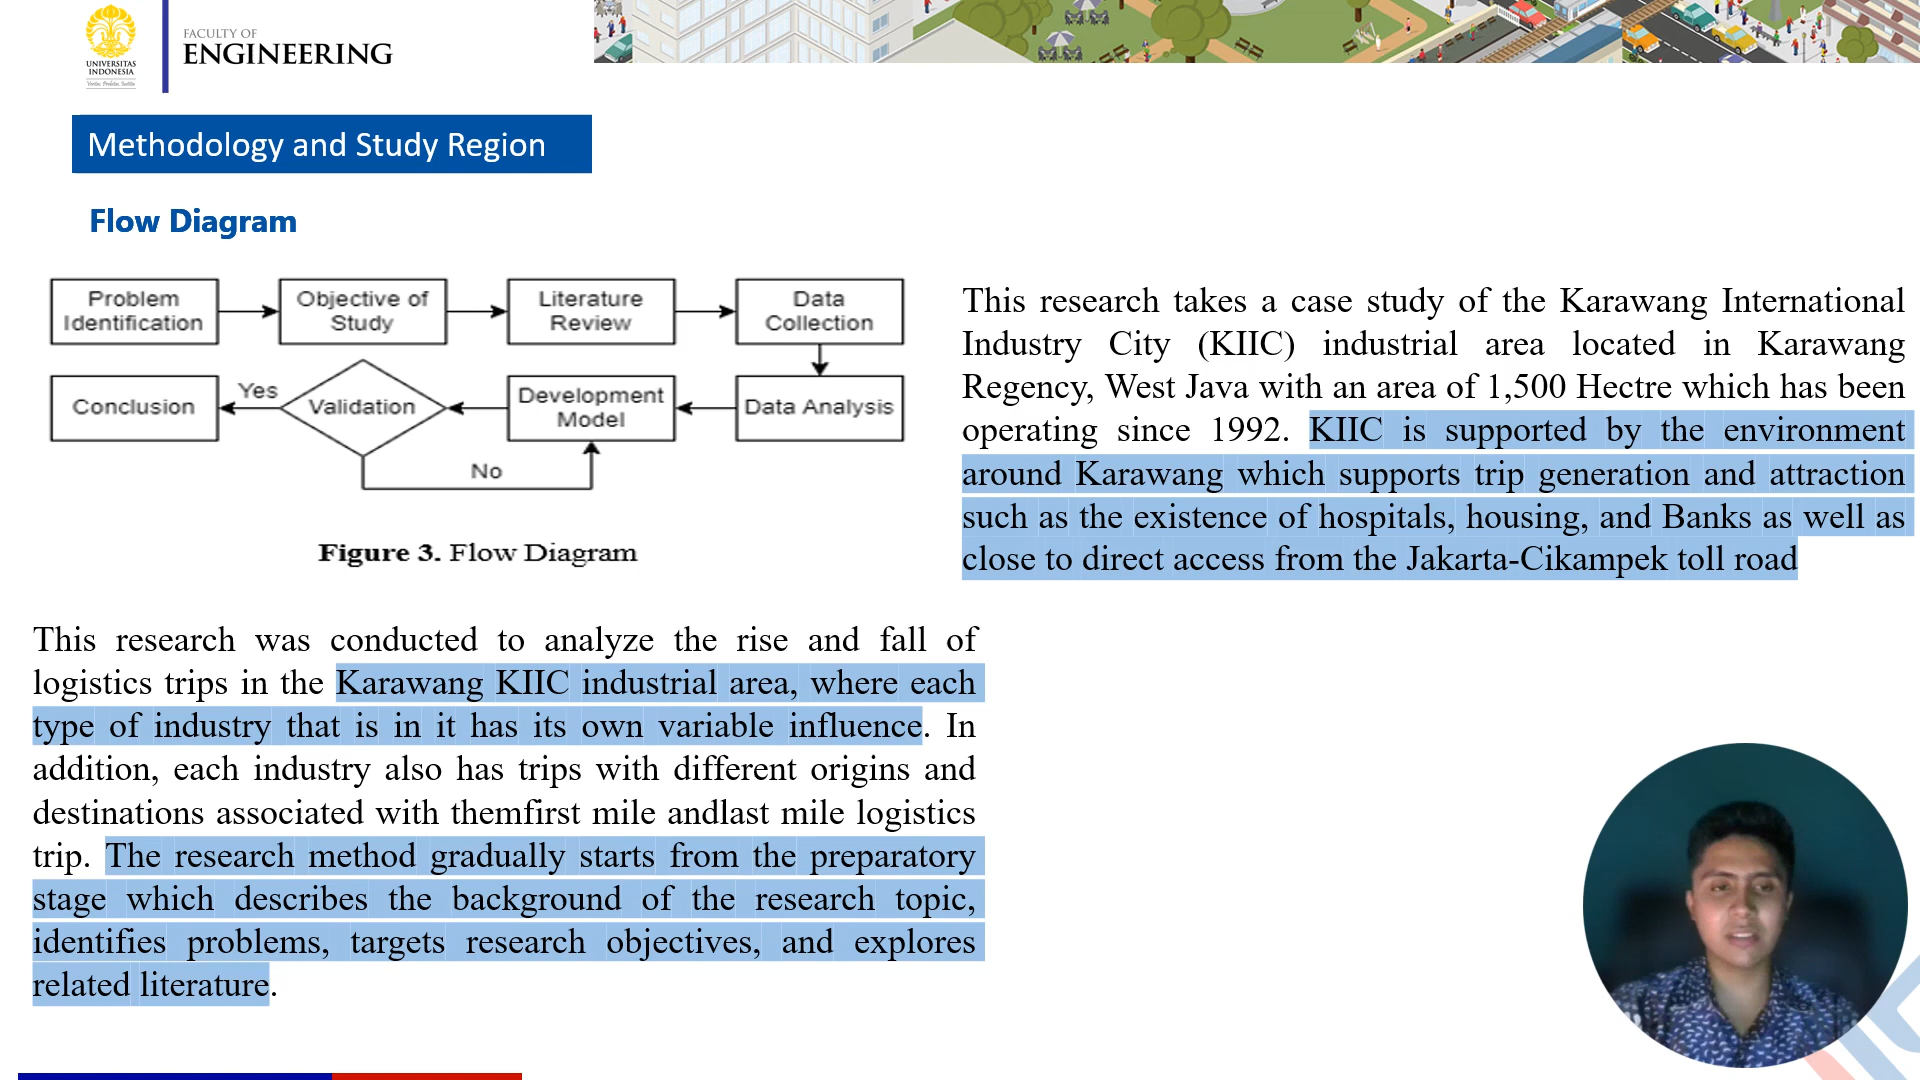 UNIVERSITAS
INDONESIA
Veritas, Probitas, Iustitia
FACULTY OF
ENGINEERING
Methodology and Study Region
Flow Diagram
Problem
Identification
Objective of
Study
Literature
Review
Data
Collection
Conclusion
Yes
Validation
Development
Model
Data Analysis
No
Figure 3. Flow Diagram
This research takes a case study of the Karawang International
Industry City (KIIC) industrial area located in Karawang
Regency, West Java with an area of 1,500 Hectre which has been
operating since 1992. KIIC is supported by the environment
around Karawang which supports trip generation and attraction
such as the existence of hospitals, housing, and Banks as well as
close to direct access from the Jakarta-Cikampek toll road
This research was conducted to analyze the rise and fall of
logistics trips in the Karawang KIIC industrial area, where each
type of industry that is in it has its own variable influence. In
addition, each industry also has trips with different origins and
destinations associated with themfirst mile andlast mile logistics
trip. The research method gradually starts from the preparatory
stage which describes the background of the research topic,
identifies problems, targets research objectives, and explores
related literature.